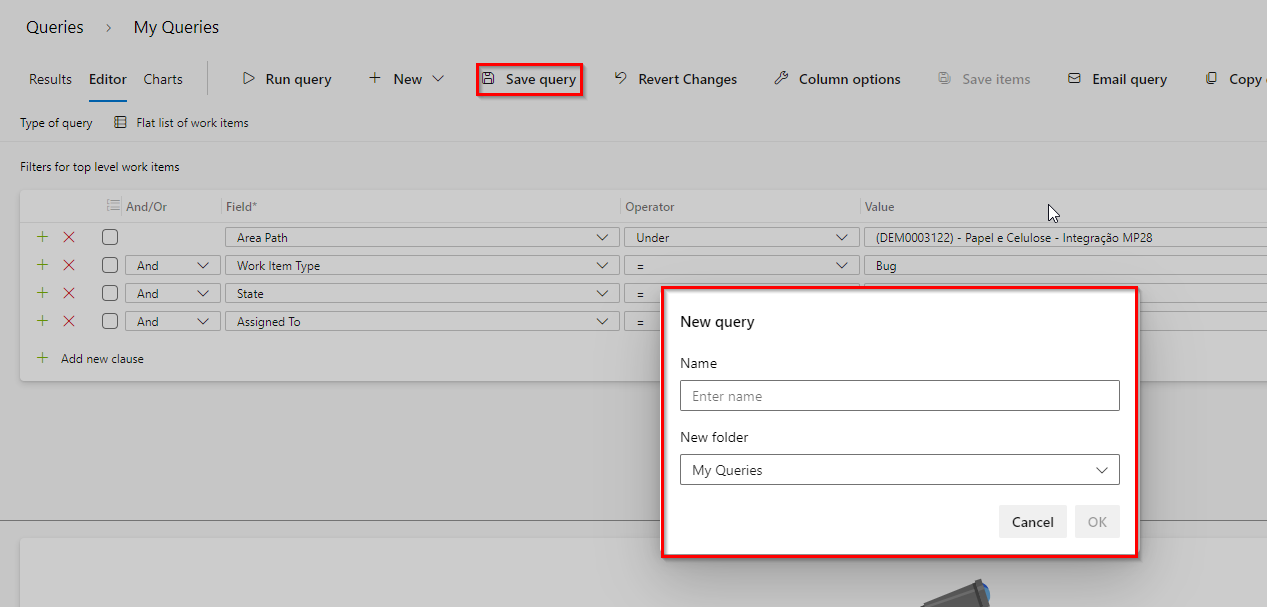 Queries > My Queries
Results Editor Charts Run query New Save query Revert Changes Column options Save items Email query Copy
Type of query Flat list of work items
Filters for top level work items
And/Or Field* Operator Value
Area Path Under (DEM0003122) - Papel e Celulose - Integração MP28
And Work Item Type = Bug
And State =
And Assigned To =
Add new clause
New query
Name
Enter name
New folder
My Queries
Cancel OK